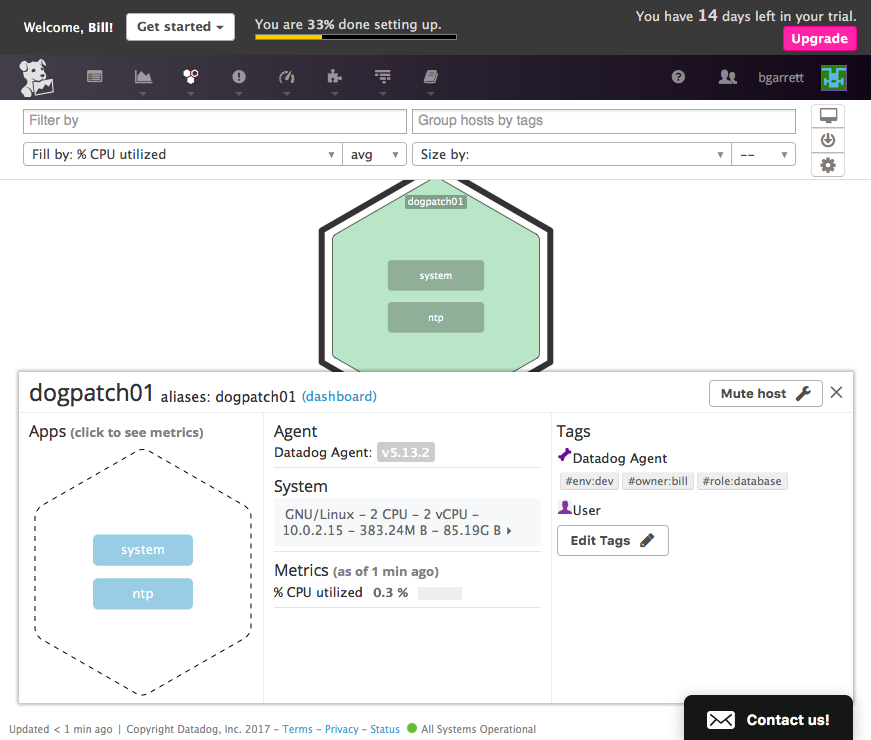 Welcome, Bill!
Get started
You are 33% done setting up.
You have 14 days left in your trial.
Upgrade
bgarrett
Filter by
Group hosts by tags
Fill by: % CPU utilized
avg
Size by:
--
dogpatch01
system
ntp
dogpatch01 aliases: dogpatch01 (dashboard)
Mute host
Apps (click to see metrics)
system
ntp
Agent
Datadog Agent: v5.13.2
System
GNU/Linux – 2 CPU – 2 vCPU –
10.0.2.15 – 383.24M B – 85.19G B
Metrics (as of 1 min ago)
% CPU utilized 0.3 %
Tags
Datadog Agent
#env:dev #owner:bill #role:database
User
Edit Tags
Updated < 1 min ago | Copyright Datadog, Inc. 2017 – Terms – Privacy – Status All Systems Operational
Contact us!